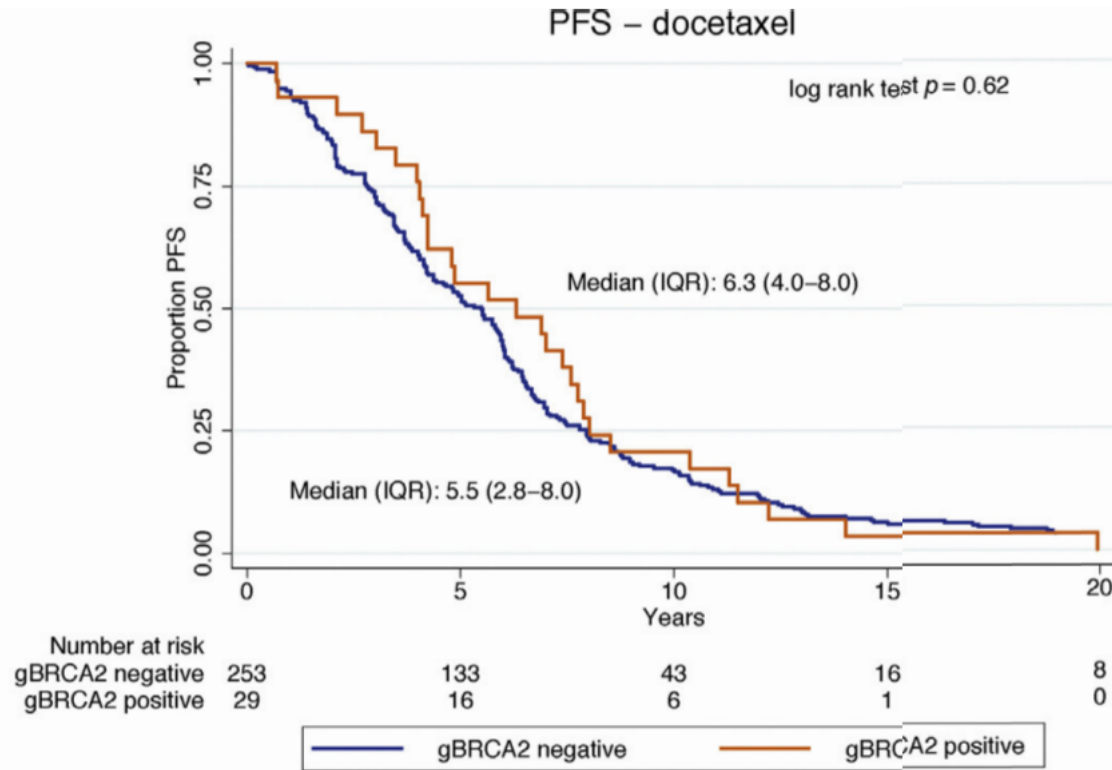 PFS – docetaxel
log rank test p = 0.62
Proportion PFS
1.00
0.75
0.50
0.25
0.00
Median (IQR): 6.3 (4.0–8.0)
Median (IQR): 5.5 (2.8–8.0)
0 5 10 15 20
Years
Number at risk
gBRCA2 negative 253 133 43 16 8
gBRCA2 positive 29 16 6 1 0
gBRCA2 negative gBRCA2 positive